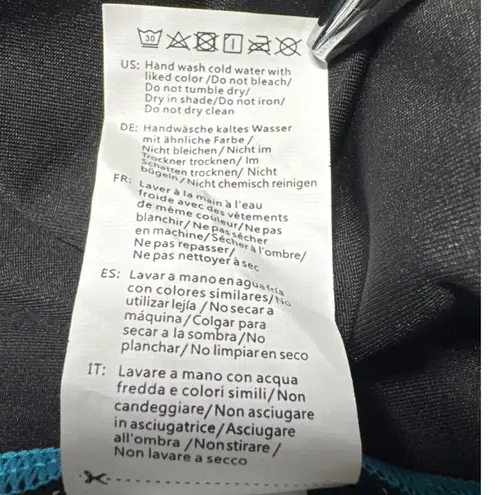 30
US: Hand wash cold water with
liked color /Do not bleach/
Do not tumble dry/
Dry in shade/Do not iron/
Do not dry clean
DE: Handwäsche kaltes Wasser
mit ähnliche Farbe /
Nicht bleichen/ Nicht im
Trockner trocknen/ Im
Schatten trocknen/ Nicht
bügeln/Nicht chemisch reinigen
FR: Laver à la main à l'eau
froide avec des vêtements
de même couleur/Ne pas
blanchir/ Ne pas sécher
en machine/ Sécher à l'ombre/
Ne pas repasser/
Ne pas nettoyer à sec
ES: Lavar a mano en agua fría
con colores similares/No
utilizar lejía /No secar a
máquina/Colgar para
secar a la sombra/No
planchar/No limpiar en seco
IT: Lavare a mano con acqua
fredda e colori simili/Non
candeggiare/Non asciugare
in asciugatrice/Asciugare
all'ombra /Non stirare/
Non lavare a secco